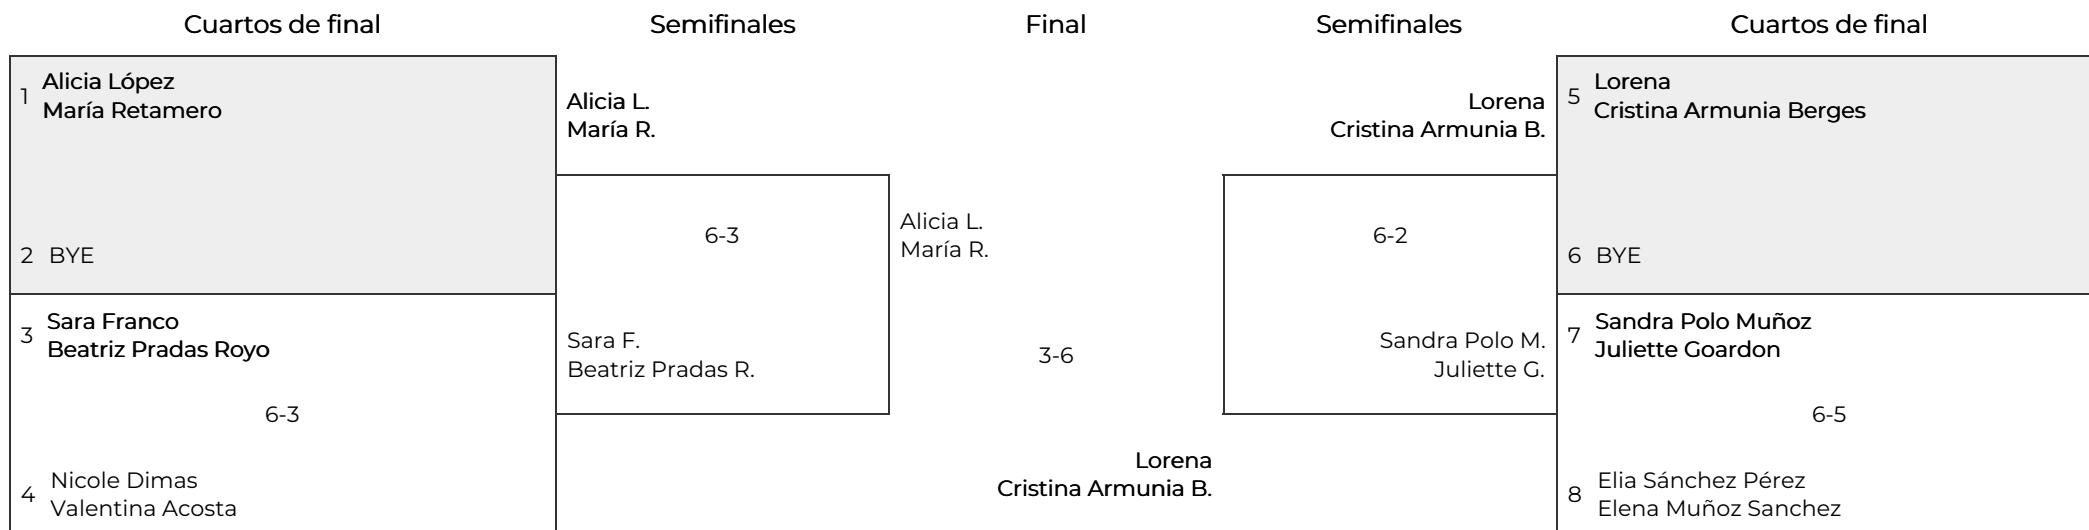 Cuartos de final
Semifinales
Final
Semifinales
Cuartos de final
1
Alicia López
María Retamero
2 BYE
3
Sara Franco
Beatriz Pradas Royo
6-3
4
Nicole Dimas
Valentina Acosta
Alicia L.
María R.
6-3
Sara F.
Beatriz Pradas R.
Alicia L.
María R.
3-6
Lorena
Cristina Armunia B.
Lorena
Cristina Armunia B.
6-2
Sandra Polo M.
Juliette G.
5
Lorena
Cristina Armunia Berges
6 BYE
7
Sandra Polo Muñoz
Juliette Goardon
6-5
8
Elia Sánchez Pérez
Elena Muñoz Sanchez